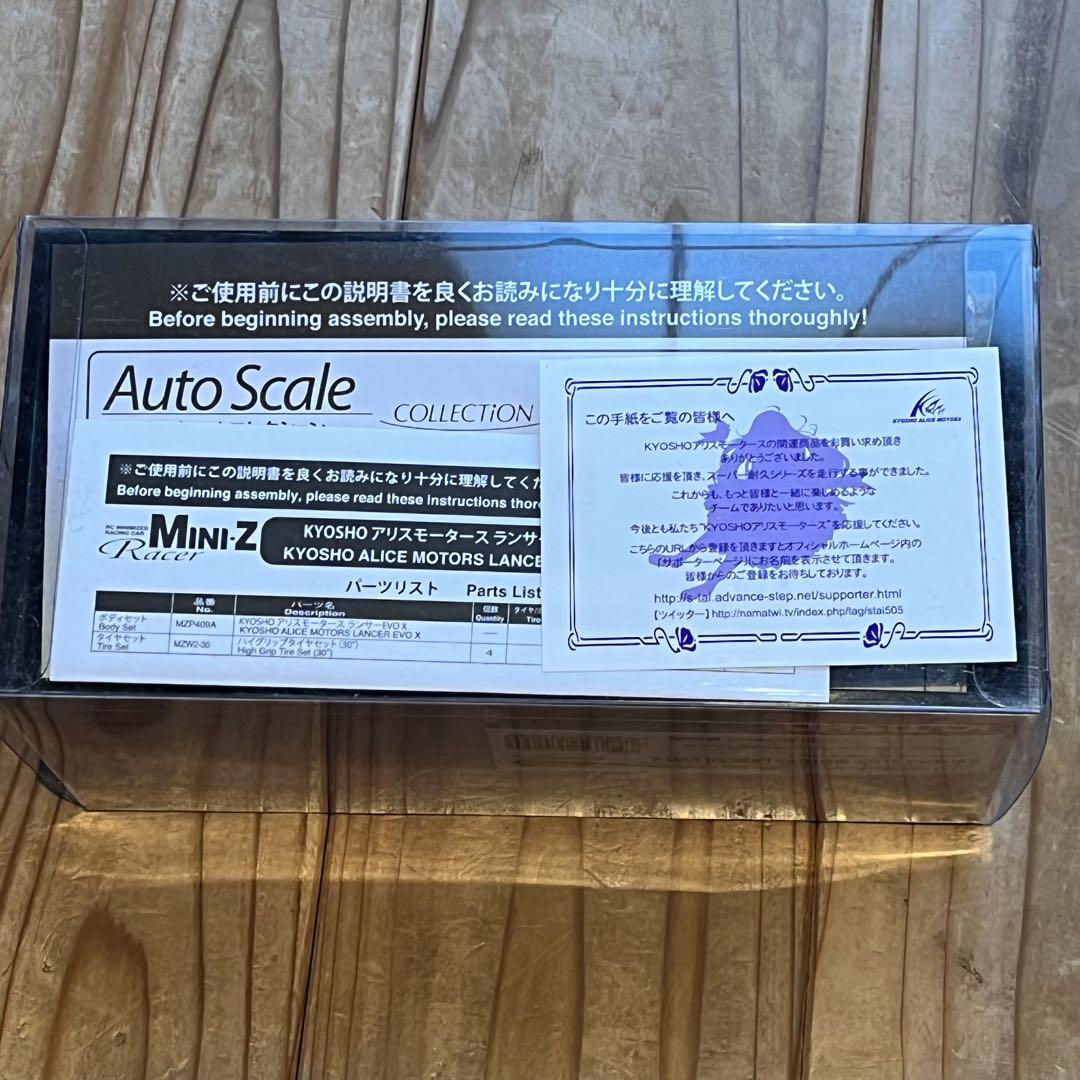 ※ご使用前にこの説明書を良くお読みになり十分に理解してください。
Before beginning assembly, please read these instructions thoroughly!
Auto Scale
COLLECTiON
※ご使用前にこの説明書を良くお読みになり十分に理解してくだ
Before beginning assembly, please read these instructions thor
RC MINIMIZED
RACING CAR
MINI-Z
Racer
KYOSHO アリスモータース ランサー
KYOSHO ALICE MOTORS LANCE
パーツリスト Parts List
品番
No.
パーツ名
Description
個数
Quantity
ボディセット
Body Set
MZP409A
KYOSHO アリスモータース ランサーEVO X
KYOSHO ALICE MOTORS LANCER EVO X
—
タイヤセット
Tire Set
MZW2-30
ハイグリップタイヤセット (30°)
High Grip Tire Set (30°)
4
KYOSHO ALICE MOTORS
この手紙をご覧の皆様へ
KYOSHOアリスモータースの関連商品をお買い求め頂き
ありがとうございました。
皆様に応援を頂き、スーパー耐久シリーズを走行する事ができました。
これからも、もっと皆様と一緒に楽しめるような
チームでありたいと思います。
今後とも私たち"KYOSHOアリスモータース"を応援してください。
こちらのURLから登録を頂きますとオフィシャルホームページ内の
「サポーターページ」にお名前を表示させて頂きます。
皆様からのご登録をお待ちしております。
http://s-tai.advance-step.net/supporter.html
【ツイッター】http://namatwi.tv/index.php/tag/stai505